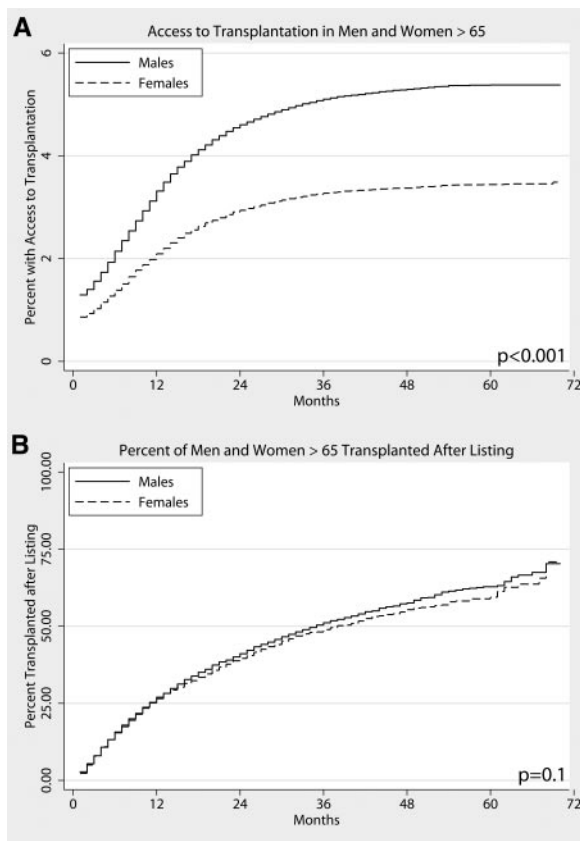 A
Access to Transplantation in Men and Women > 65
Males
Females
Percent with Access to Transplantation
6
4
2
0
0 12 24 36 48 60 72
Months
p<0.001
B
Percent of Men and Women > 65 Transplanted After Listing
Males
Females
Percent Transplanted after Listing
100.00
75.00
50.00
25.00
0.00
0 12 24 36 48 60 72
Months
p=0.1